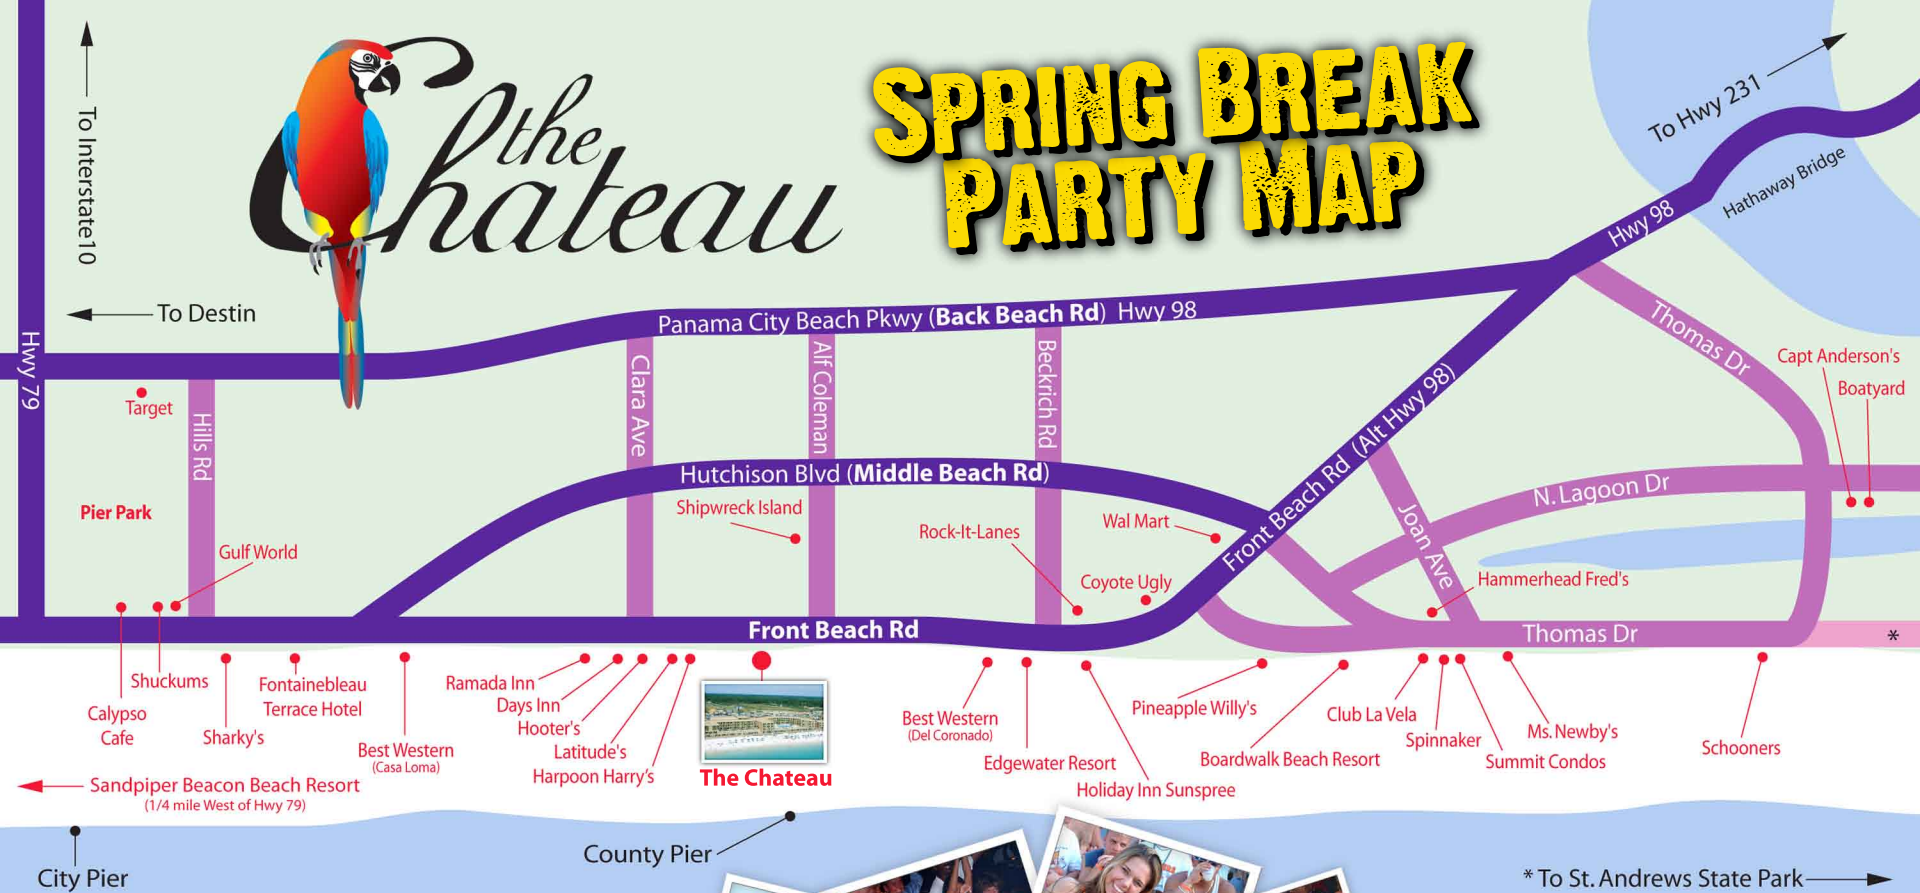 the
Chateau
SPRING BREAK
PARTY MAP
To Interstate10
To Destin
Hwy 79
To Hwy 231
Hathaway Bridge
Hwy 98
Panama City Beach Pkwy (Back Beach Rd) Hwy 98
Thomas Dr
Capt Anderson's
Boatyard
Target
Hills Rd
Clara Ave
Alf Coleman
Beckrich Rd
Front Beach Rd (Alt Hwy 98)
Hutchison Blvd (Middle Beach Rd)
N. Lagoon Dr
Joan Ave
Pier Park
Shipwreck Island
Rock-It-Lanes
Wal Mart
Gulf World
Coyote Ugly
Hammerhead Fred's
Front Beach Rd
Thomas Dr
*
Shuckums
Calypso
Cafe
Sharky's
Fontainebleau
Terrace Hotel
Best Western
(Casa Loma)
Ramada Inn
Days Inn
Hooter's
Latitude's
Harpoon Harry's
The Chateau
Best Western
(Del Coronado)
Edgewater Resort
Holiday Inn Sunspree
Pineapple Willy's
Boardwalk Beach Resort
Club La Vela
Spinnaker
Summit Condos
Ms. Newby's
Schooners
Sandpiper Beacon Beach Resort
(1/4 mile West of Hwy 79)
City Pier
County Pier
* To St. Andrews State Park